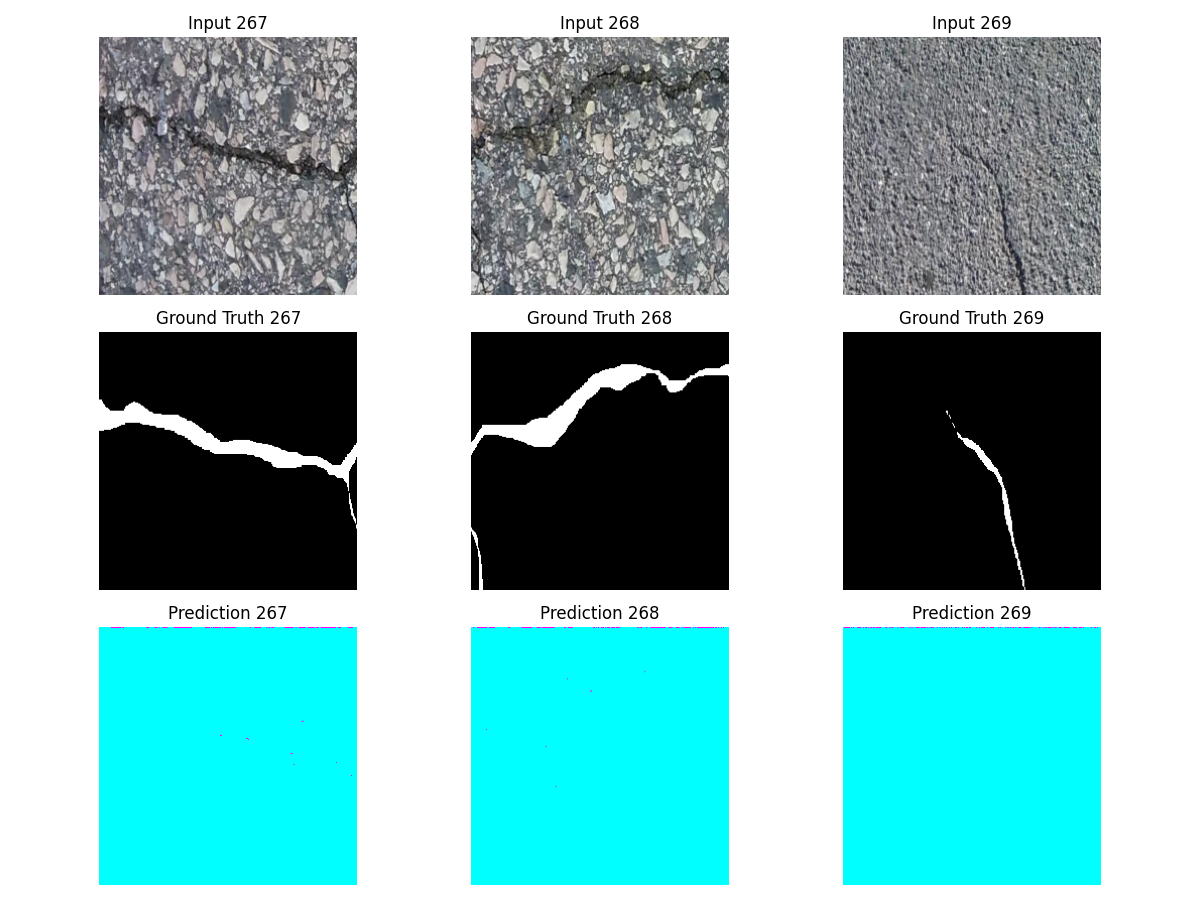 Input 267
Input 268
Input 269
Ground Truth 267
Ground Truth 268
Ground Truth 269
Prediction 267
Prediction 268
Prediction 269